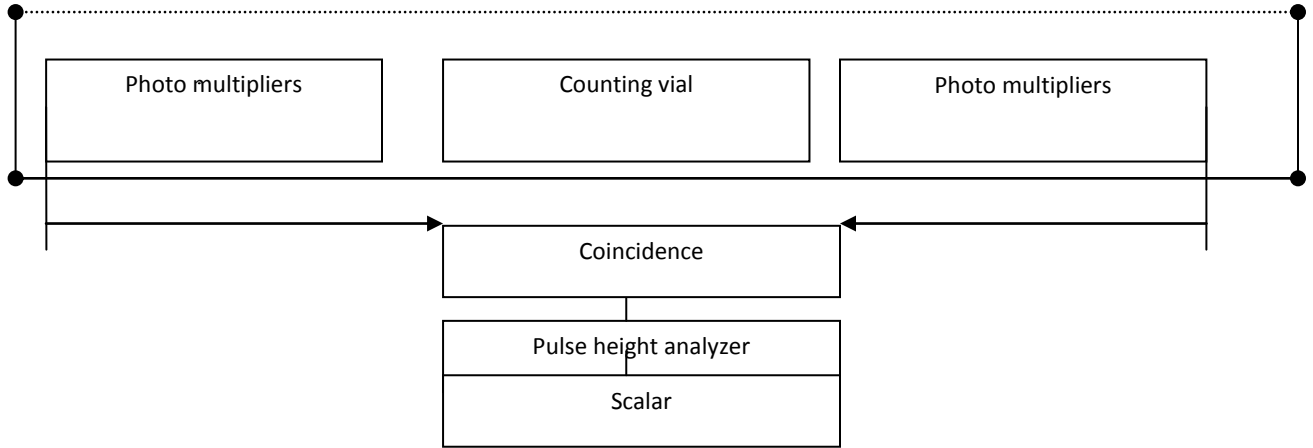 Photo multipliers
Counting vial
Photo multipliers
Coincidence
Pulse height analyzer
Scalar